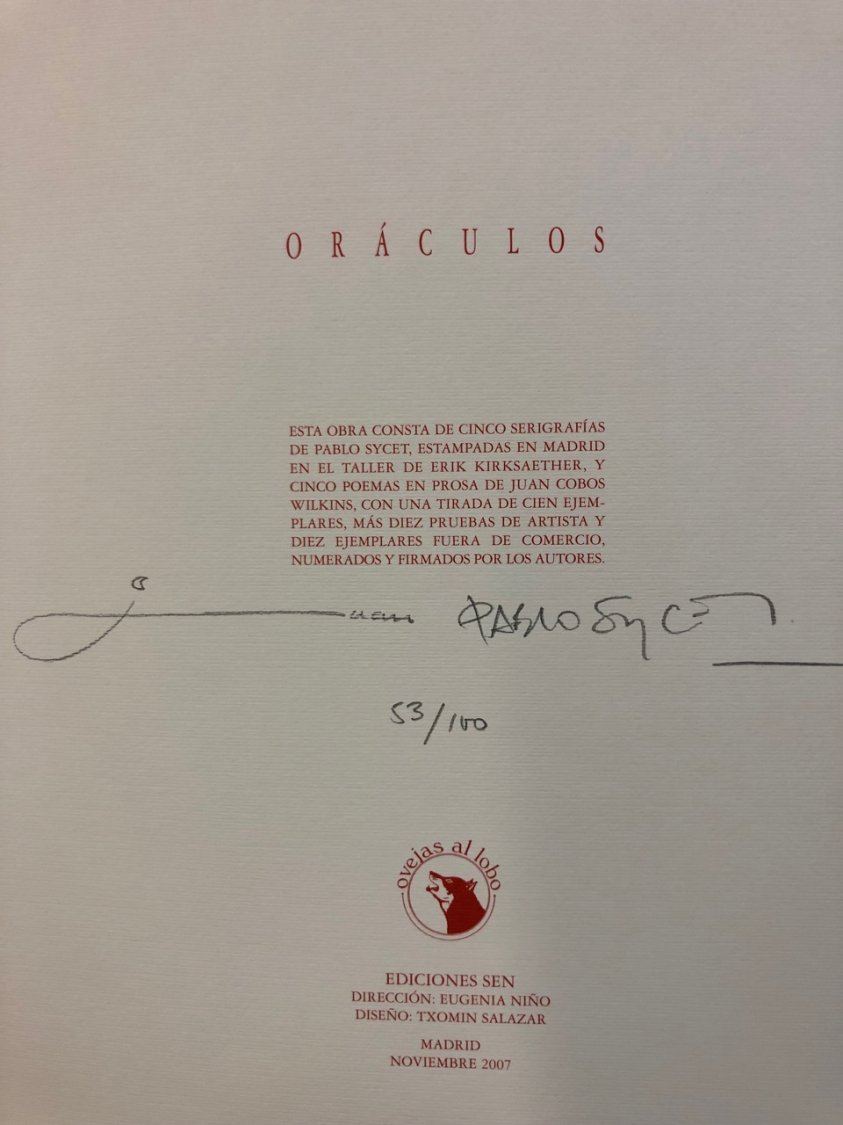 ORÁCULOS
ESTA OBRA CONSTA DE CINCO SERIGRAFÍAS
DE PABLO SYCET, ESTAMPADAS EN MADRID
EN EL TALLER DE ERIK KIRKSAETHER, Y
CINCO POEMAS EN PROSA DE JUAN COBOS
WILKINS, CON UNA TIRADA DE CIEN EJEM-
PLARES, MÁS DIEZ PRUEBAS DE ARTISTA Y
DIEZ EJEMPLARES FUERA DE COMERCIO,
NUMERADOS Y FIRMADOS POR LOS AUTORES.
Juan PABLO SYCET
53/100
ovejas al lobo
EDICIONES SEN
DIRECCIÓN: EUGENIA NIÑO
DISEÑO: TXOMIN SALAZAR
MADRID
NOVIEMBRE 2007